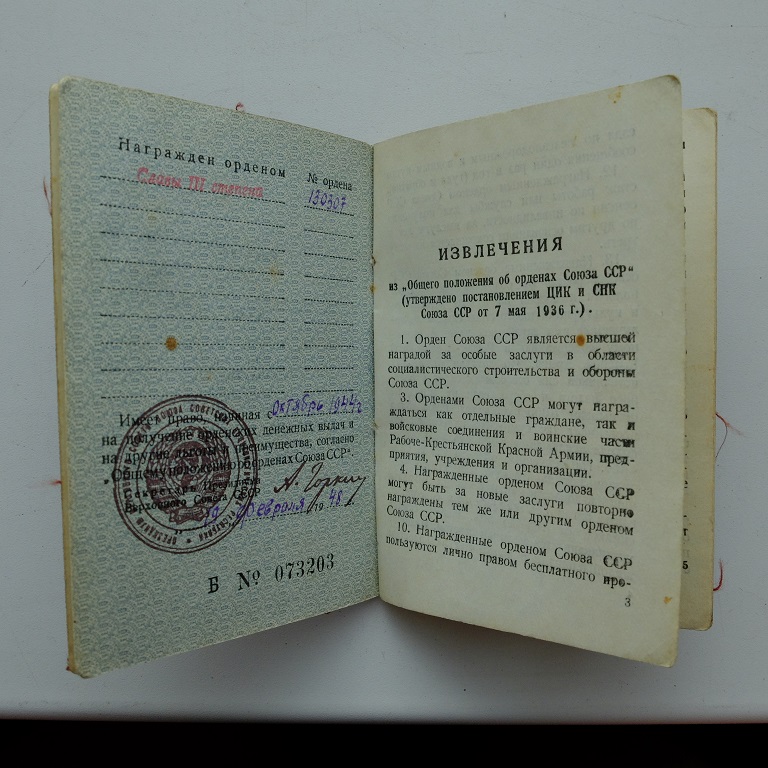 Награжден орденом
№ ордена
Славы III степени
130307
Имеет право, начиная с октября 1944 г.
на получение орденских денежных выдач и
на другие льготы и преимущества, согласно
"Общему положению об орденах Союза ССР".
Секретарь Президиума
Верховного Совета СССР
А. Горкин
19 февраля 1948 г.
Б № 073203
ИЗВЛЕЧЕНИЯ
из „Общего положения об орденах Союза ССР“
(утверждено постановлением ЦИК и СНК
Союза ССР от 7 мая 1936 г.).
1. Орден Союза ССР является высшей
наградой за особые заслуги в области
социалистического строительства и обороны
Союза ССР.
3. Орденами Союза ССР могут награ-
ждаться как отдельные граждане, так и
войсковые соединения и воинские части
Рабоче-Крестьянской Красной Армии, пред-
приятия, учреждения и организации.
4. Награжденные орденом Союза ССР
могут быть за новые заслуги повторно
награждены тем же или другим орденом
Союза ССР.
10. Награжденные орденом Союза ССР
пользуются лично правом бесплатного про-
3